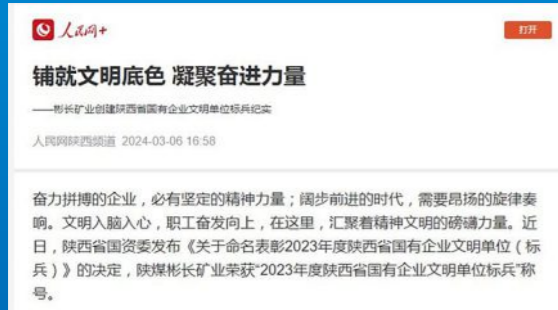 人民网+
打开
铺就文明底色 凝聚奋进力量
——彬长矿业创建陕西省国有企业文明单位标兵纪实
人民网陕西频道 2024-03-06 16:58
奋力拼搏的企业，必有坚定的精神力量；阔步前进的时代，需要昂扬的旋律奏
响。文明入脑入心，职工奋发向上，在这里，汇聚着精神文明的磅礴力量。近
日，陕西省国资委发布《关于命名表彰2023年度陕西省国有企业文明单位（标
兵）》的决定，陕煤彬长矿业荣获“2023年度陕西省国有企业文明单位标兵”称
号。